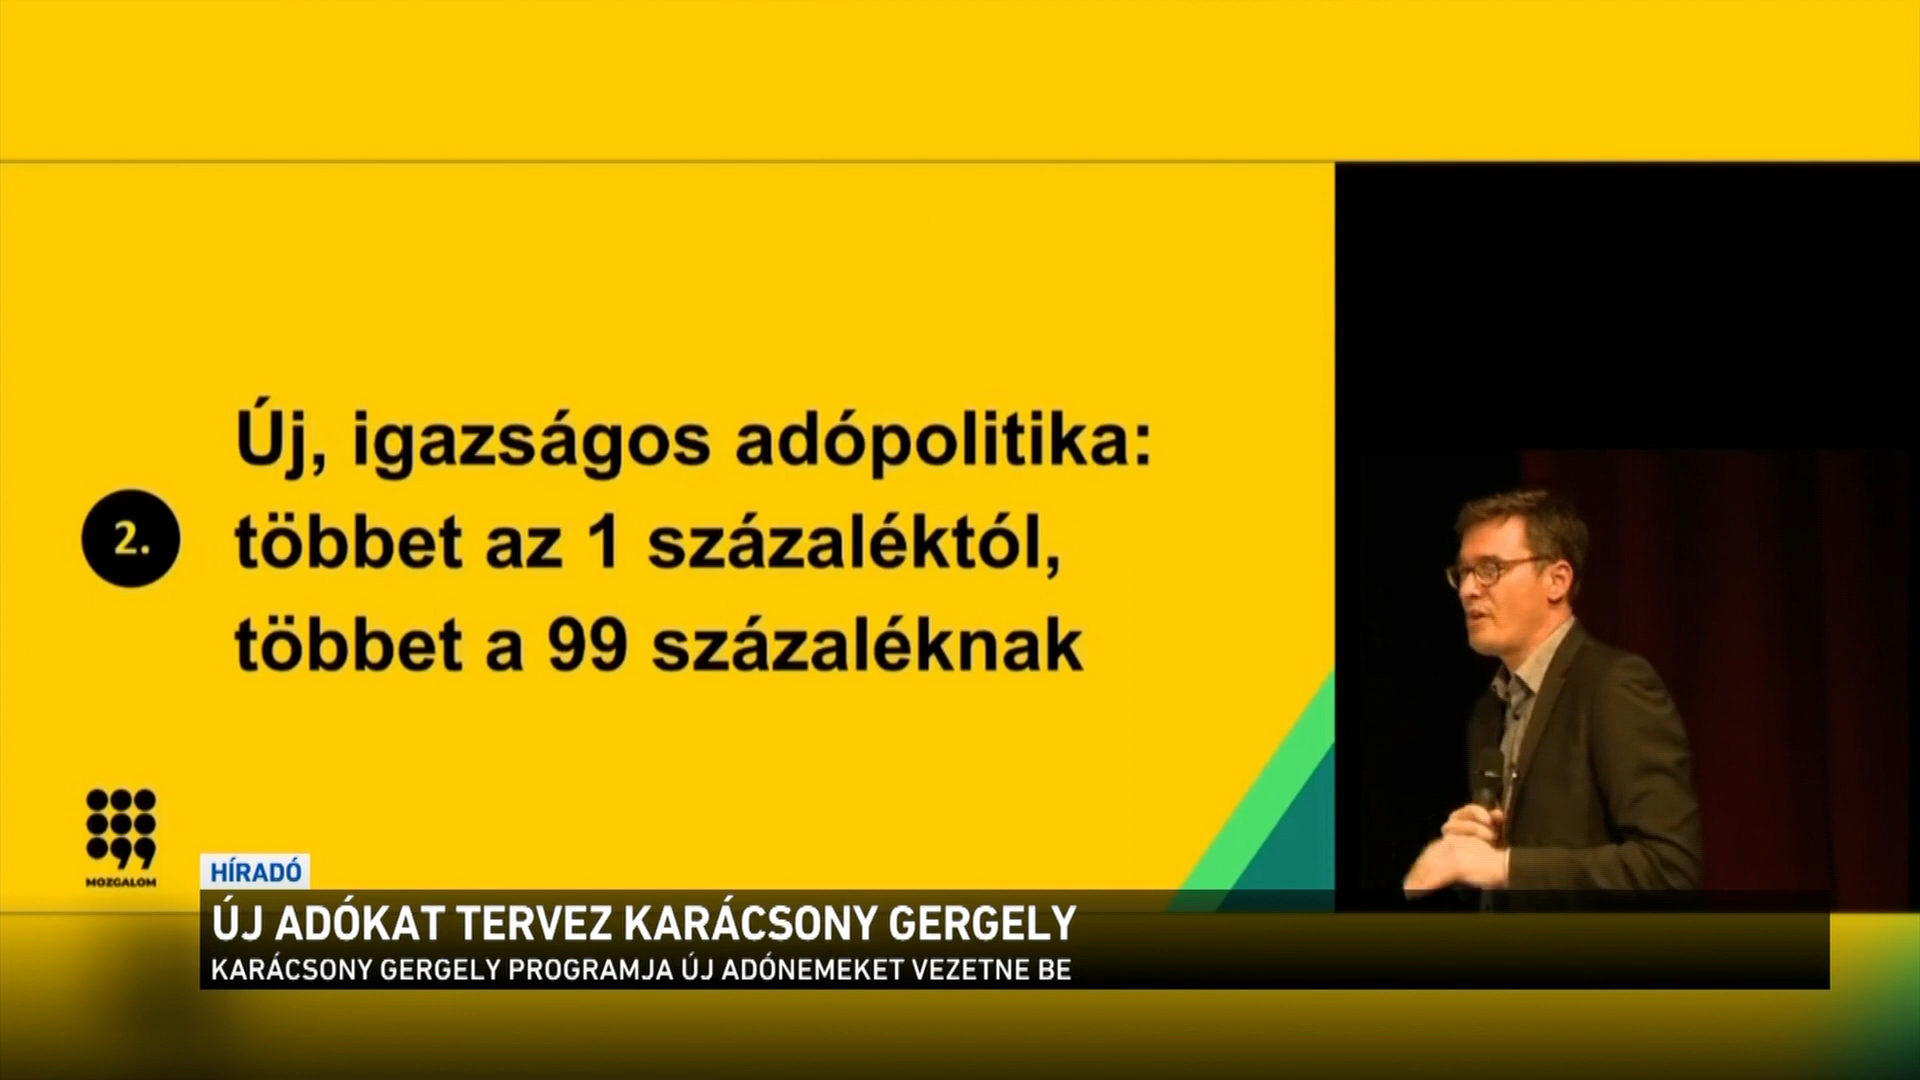 Új, igazságos adópolitika:
2.
többet az 1 százaléktól,
többet a 99 százaléknak
MOZGALOM
HÍRADÓ
ÚJ ADÓKAT TERVEZ KARÁCSONY GERGELY
KARÁCSONY GERGELY PROGRAMJA ÚJ ADÓNEMEKET VEZETNE BE